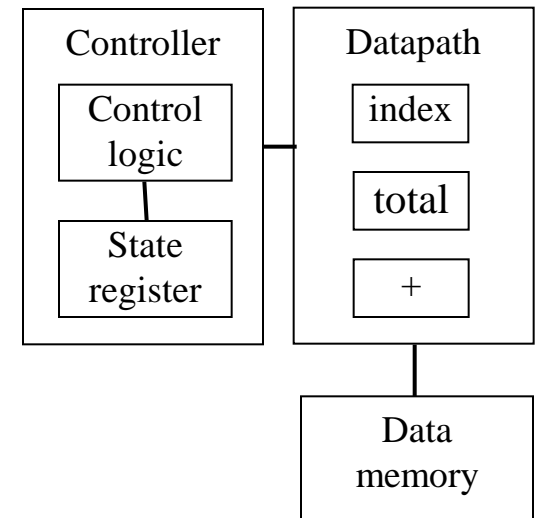 Controller
Control
logic
State
register
Datapath
index
total
+
Data
memory